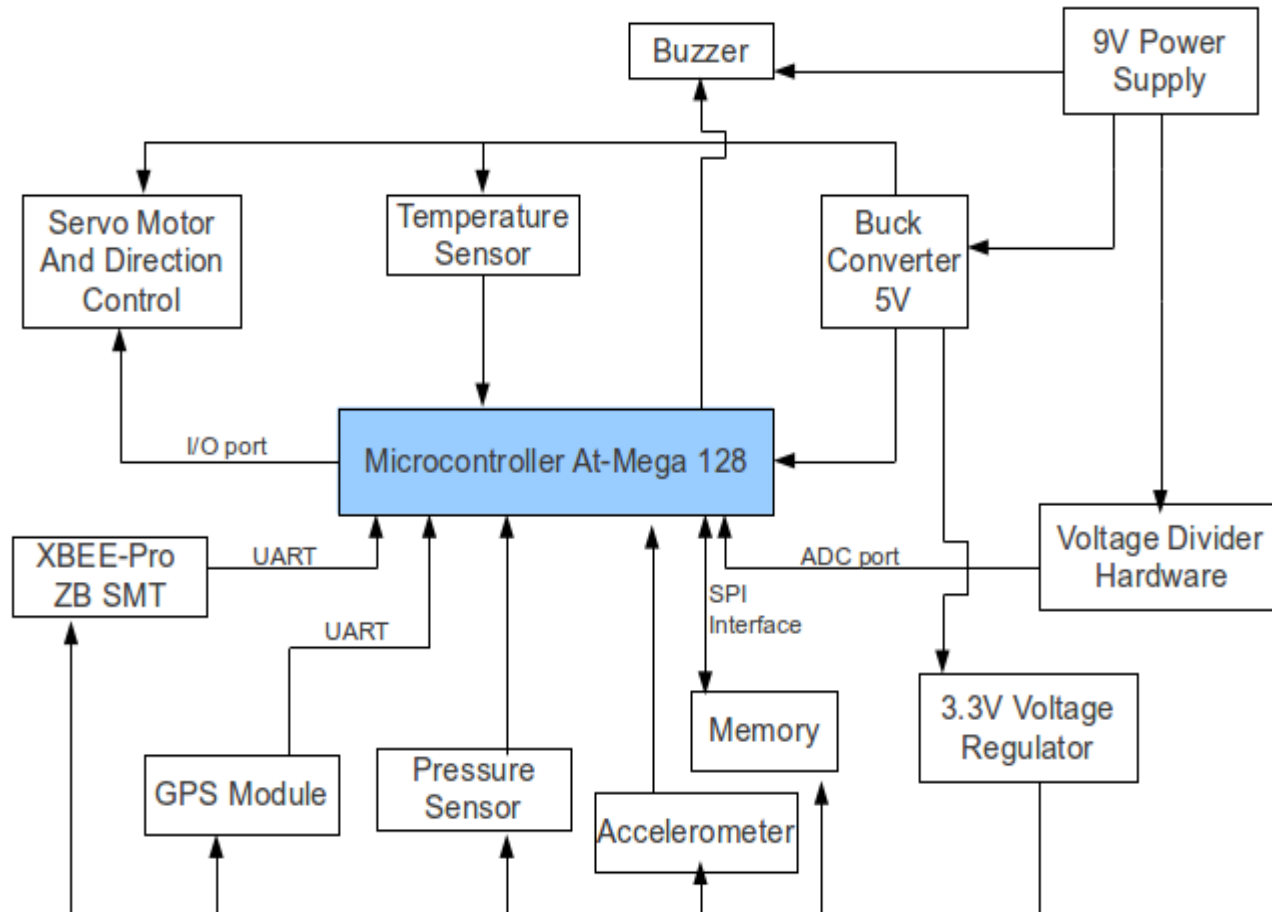 Buzzer
9V Power
Supply
Servo Motor
And Direction
Control
Temperature
Sensor
Buck
Converter
5V
I/O port
Microcontroller At-Mega 128
XBEE-Pro
ZB SMT
UART
ADC port
Voltage Divider
Hardware
SPI
Interface
UART
GPS Module
Pressure
Sensor
Memory
Accelerometer
3.3V Voltage
Regulator